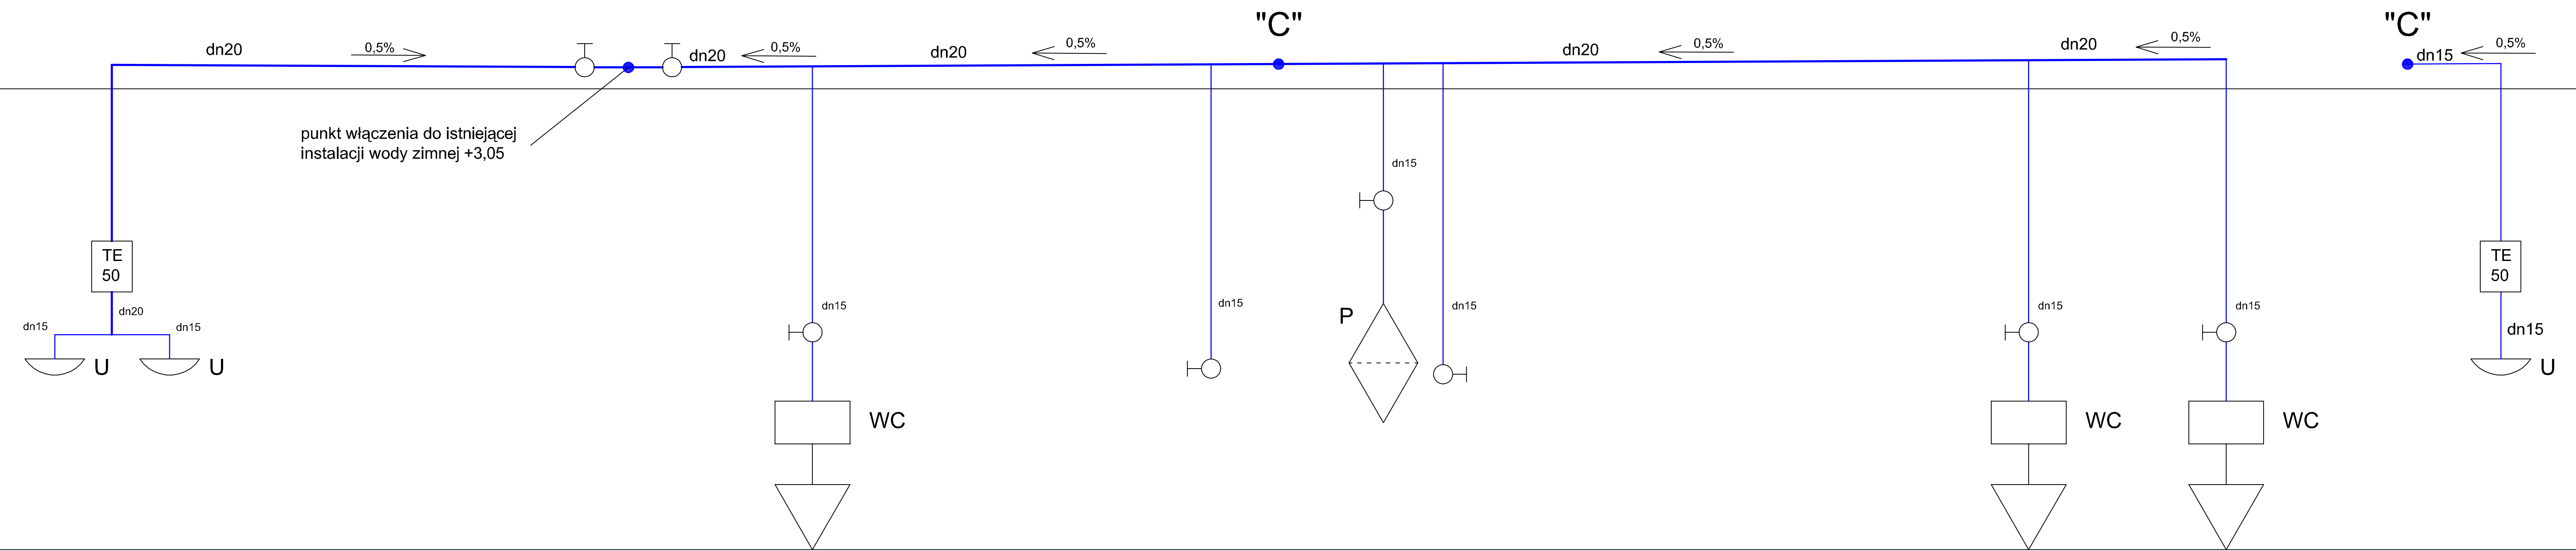 "C"
"C"
dn20
0,5%
dn20
0,5%
dn20
0,5%
dn20
0,5%
dn20
0,5%
dn15
0,5%
punkt włączenia do istniejącej
instalacji wody zimnej +3,05
dn15
TE
50
TE
50
dn20
dn15
dn15
dn15
dn15
dn15
dn15
dn15
dn15
P
U
U
U
WC
WC
WC